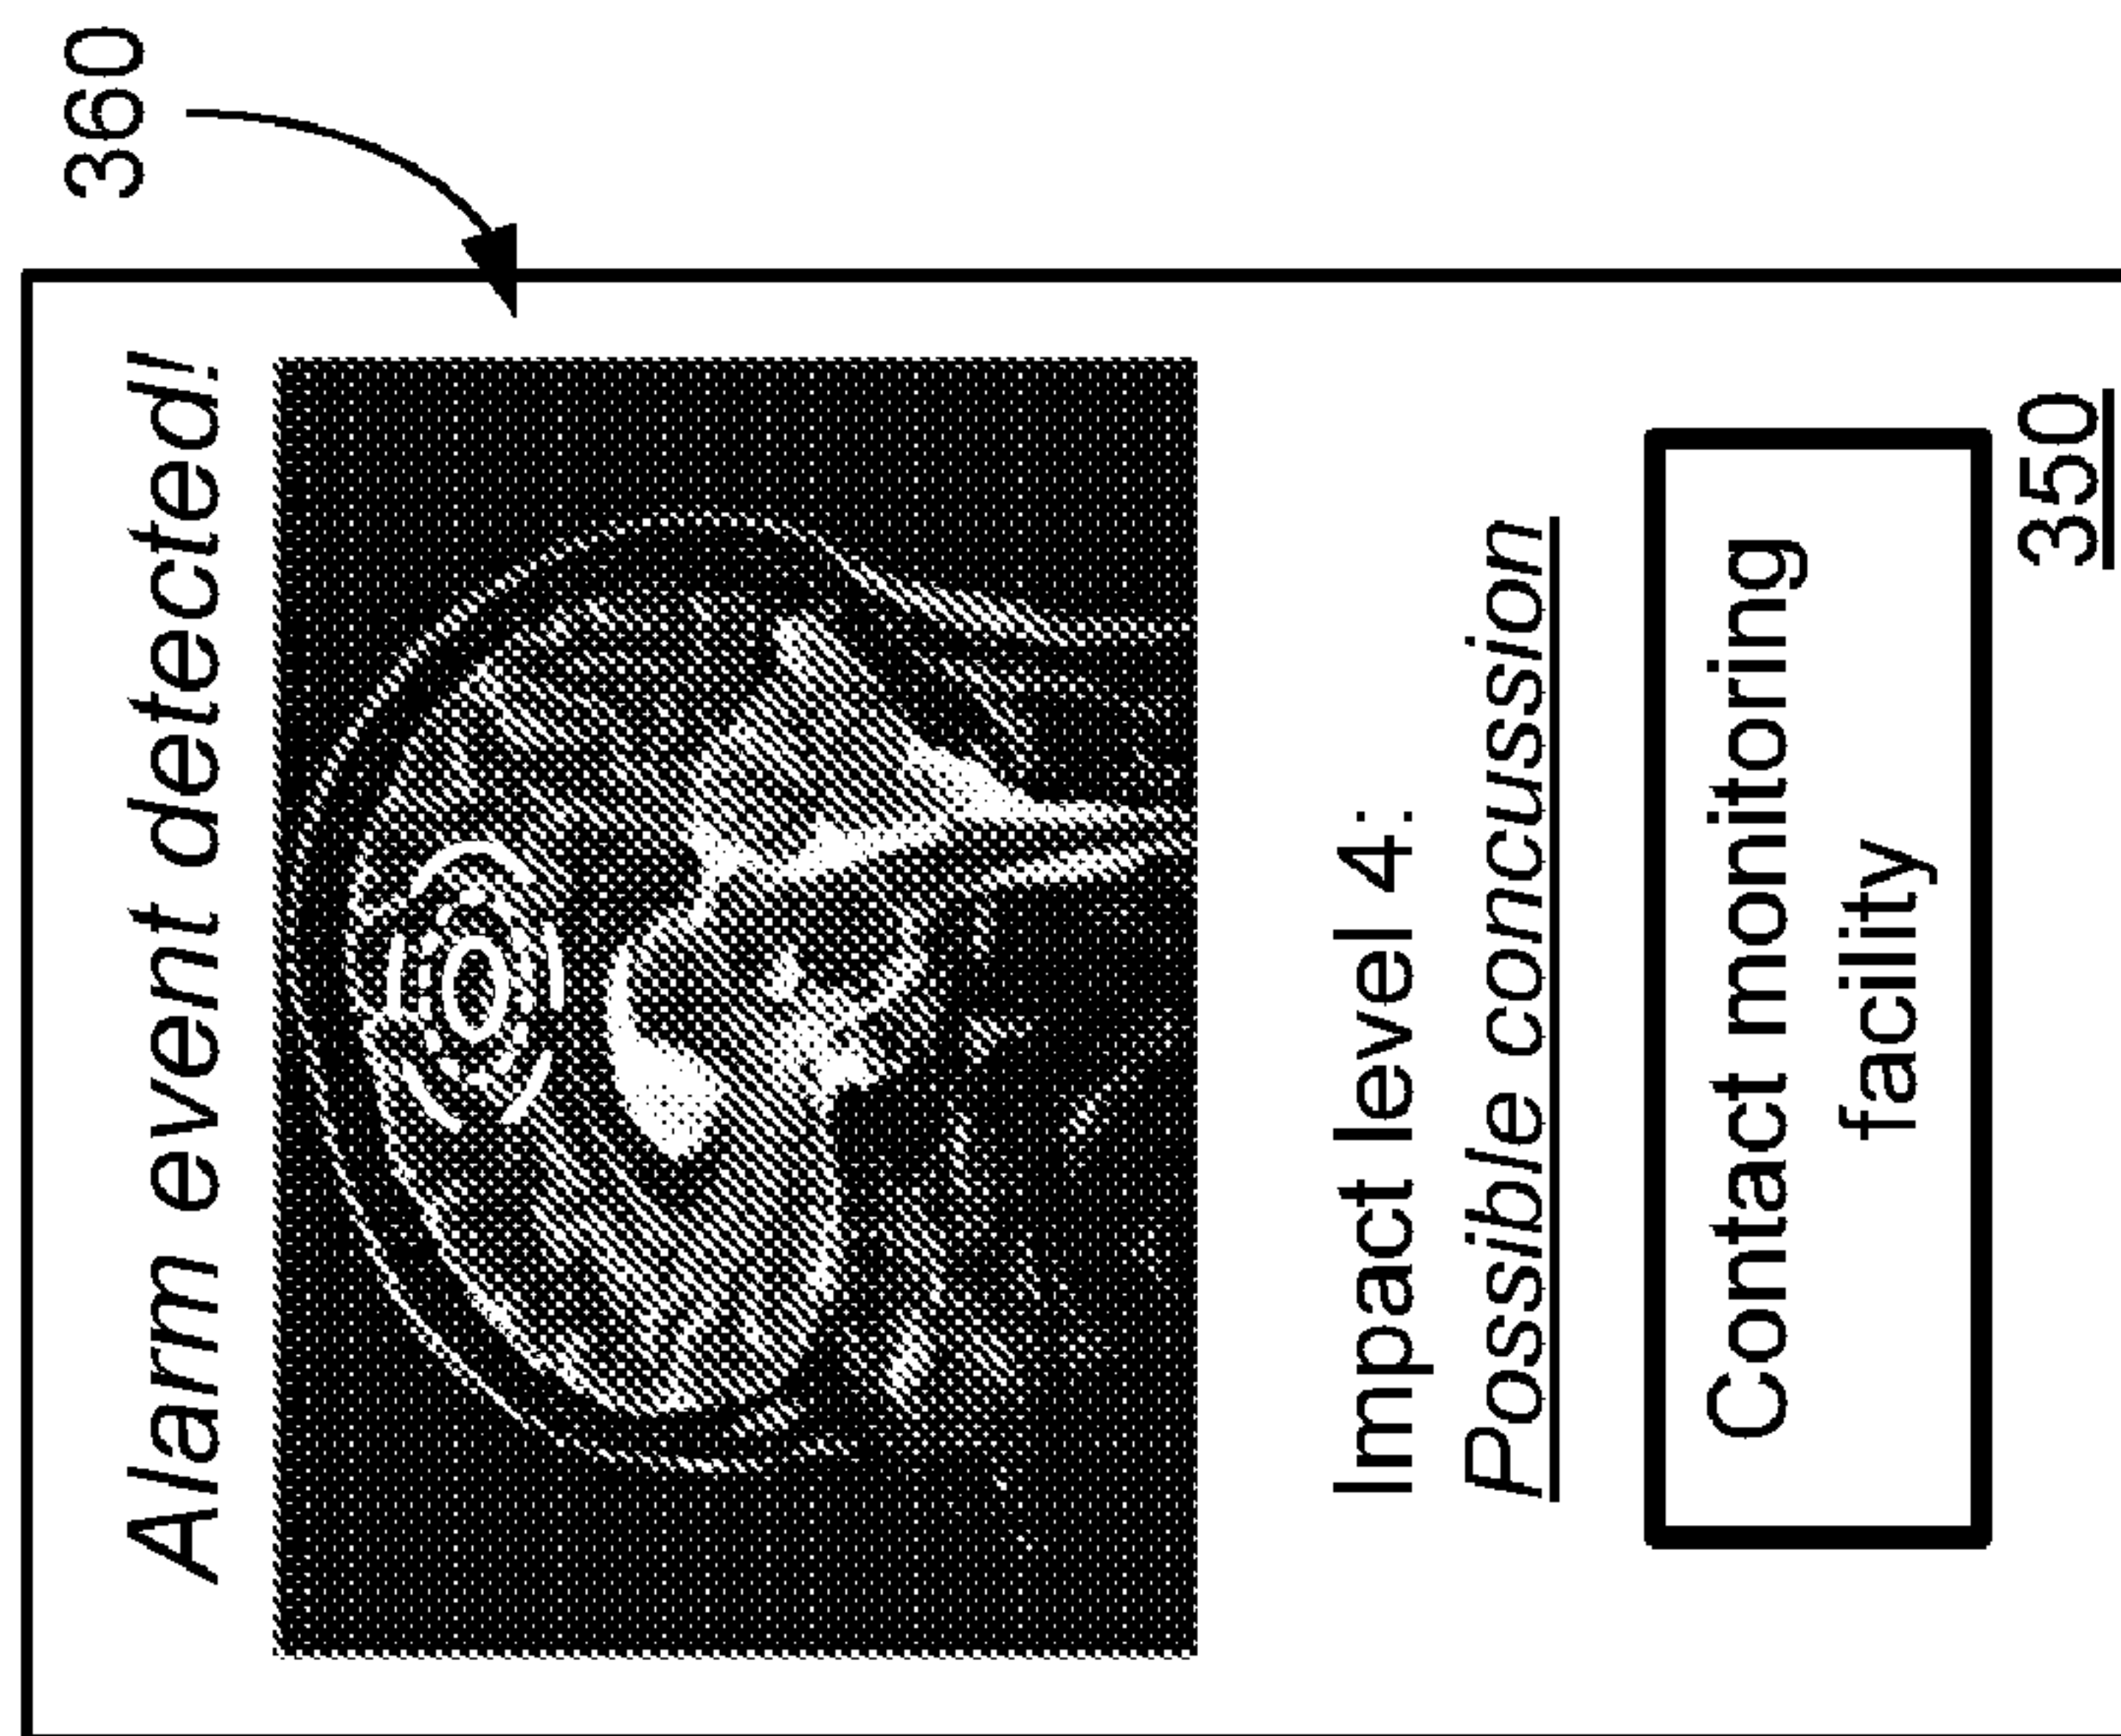 360
Alarm event detected!
Impact level 4:
Possible concussion
Contact monitoring
facility
350